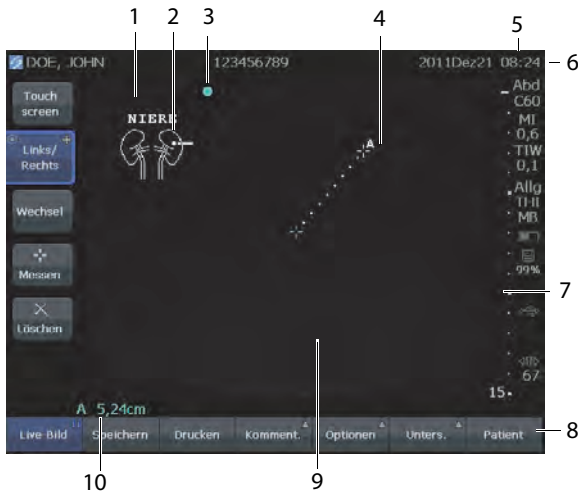 1 2 3 4 5
DOE, JOHN 123456789 2011Dez21 08:24 6
Touch
screen
Links/
Rechts
Wechsel
Messen
Löschen
NIERE
A
Abd
C60
MI
0,6
TIW
0,1
Allg
THI
MB
99%
7
67
15
A 5,24cm
Live-Bild Speichern Drucken Komment. Optionen Unters. Patient 8
10 9